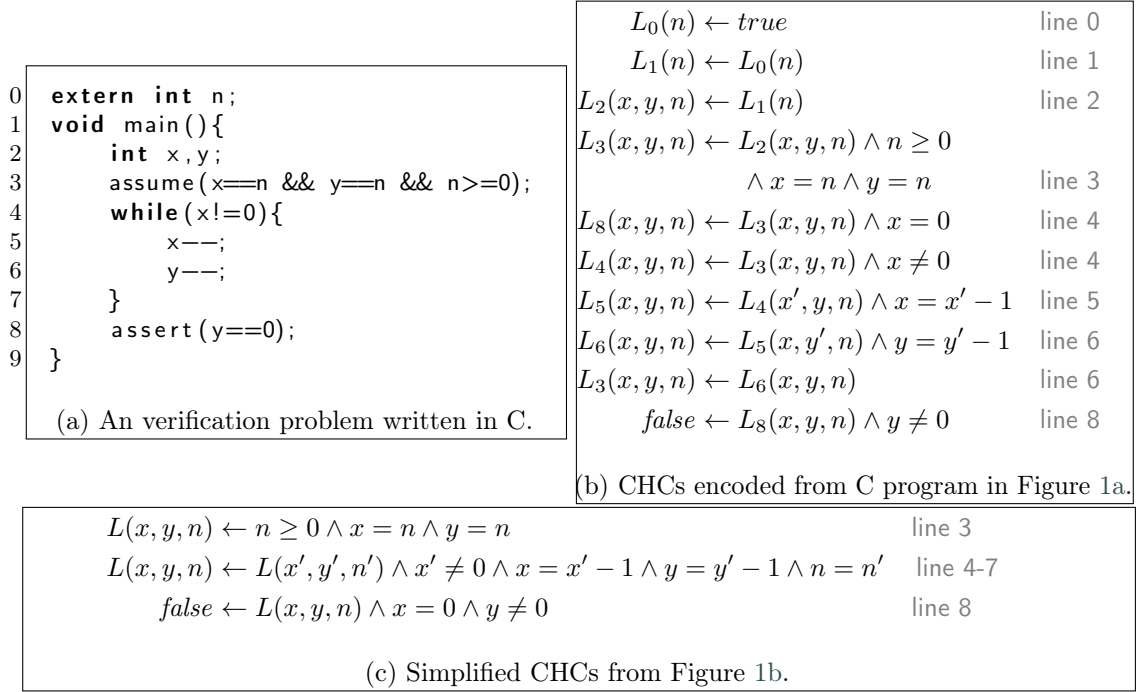 0 extern int n;
1 void main(){
2 int x,y;
3 assume(x==n && y==n && n>=0);
4 while(x!=0){
5 x−−;
6 y−−;
7 }
8 assert(y==0);
9 }
(a) An verification problem written in C.
L₀(n) ← true line 0
L₁(n) ← L₀(n) line 1
L₂(x, y, n) ← L₁(n) line 2
L₃(x, y, n) ← L₂(x, y, n) ∧ n ≥ 0
∧ x = n ∧ y = n line 3
L₈(x, y, n) ← L₃(x, y, n) ∧ x = 0 line 4
L₄(x, y, n) ← L₃(x, y, n) ∧ x ≠ 0 line 4
L₅(x, y, n) ← L₄(x′, y, n) ∧ x = x′ − 1 line 5
L₆(x, y, n) ← L₅(x, y′, n) ∧ y = y′ − 1 line 6
L₃(x, y, n) ← L₆(x, y, n) line 6
false ← L₈(x, y, n) ∧ y ≠ 0 line 8
(b) CHCs encoded from C program in Figure 1a.
L(x, y, n) ← n ≥ 0 ∧ x = n ∧ y = n line 3
L(x, y, n) ← L(x′, y′, n′) ∧ x′ ≠ 0 ∧ x = x′ − 1 ∧ y = y′ − 1 ∧ n = n′ line 4-7
false ← L(x, y, n) ∧ x = 0 ∧ y ≠ 0 line 8
(c) Simplified CHCs from Figure 1b.